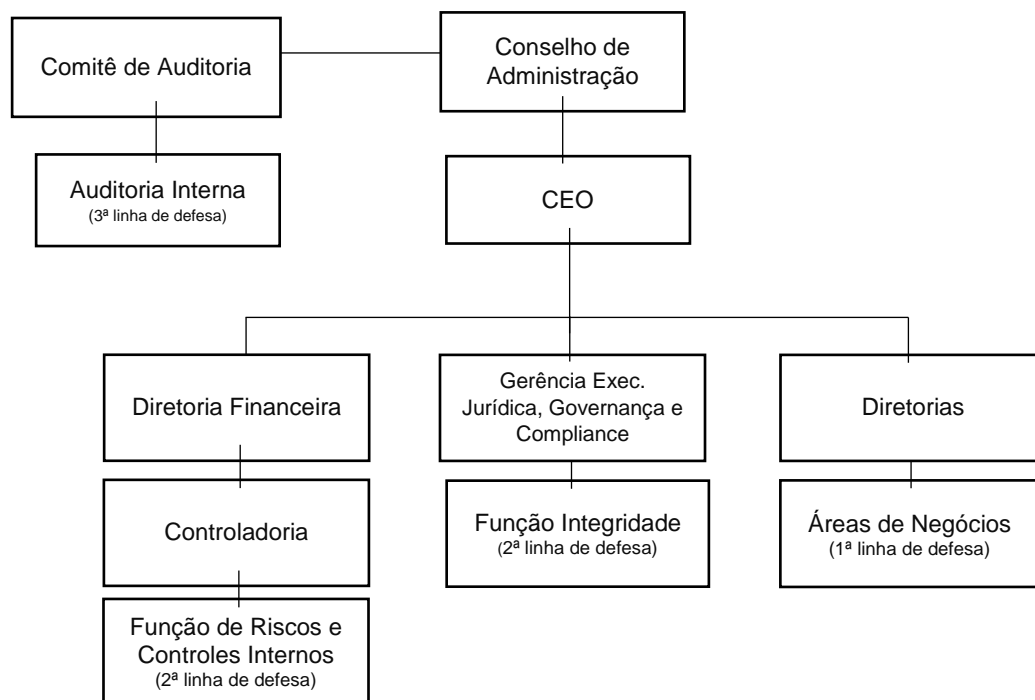 Comitê de Auditoria
Conselho de
Administração
Auditoria Interna
(3ª linha de defesa)
CEO
Diretoria Financeira
Gerência Exec.
Jurídica, Governança e
Compliance
Diretorias
Controladoria
Função Integridade
(2ª linha de defesa)
Áreas de Negócios
(1ª linha de defesa)
Função de Riscos e
Controles Internos
(2ª linha de defesa)